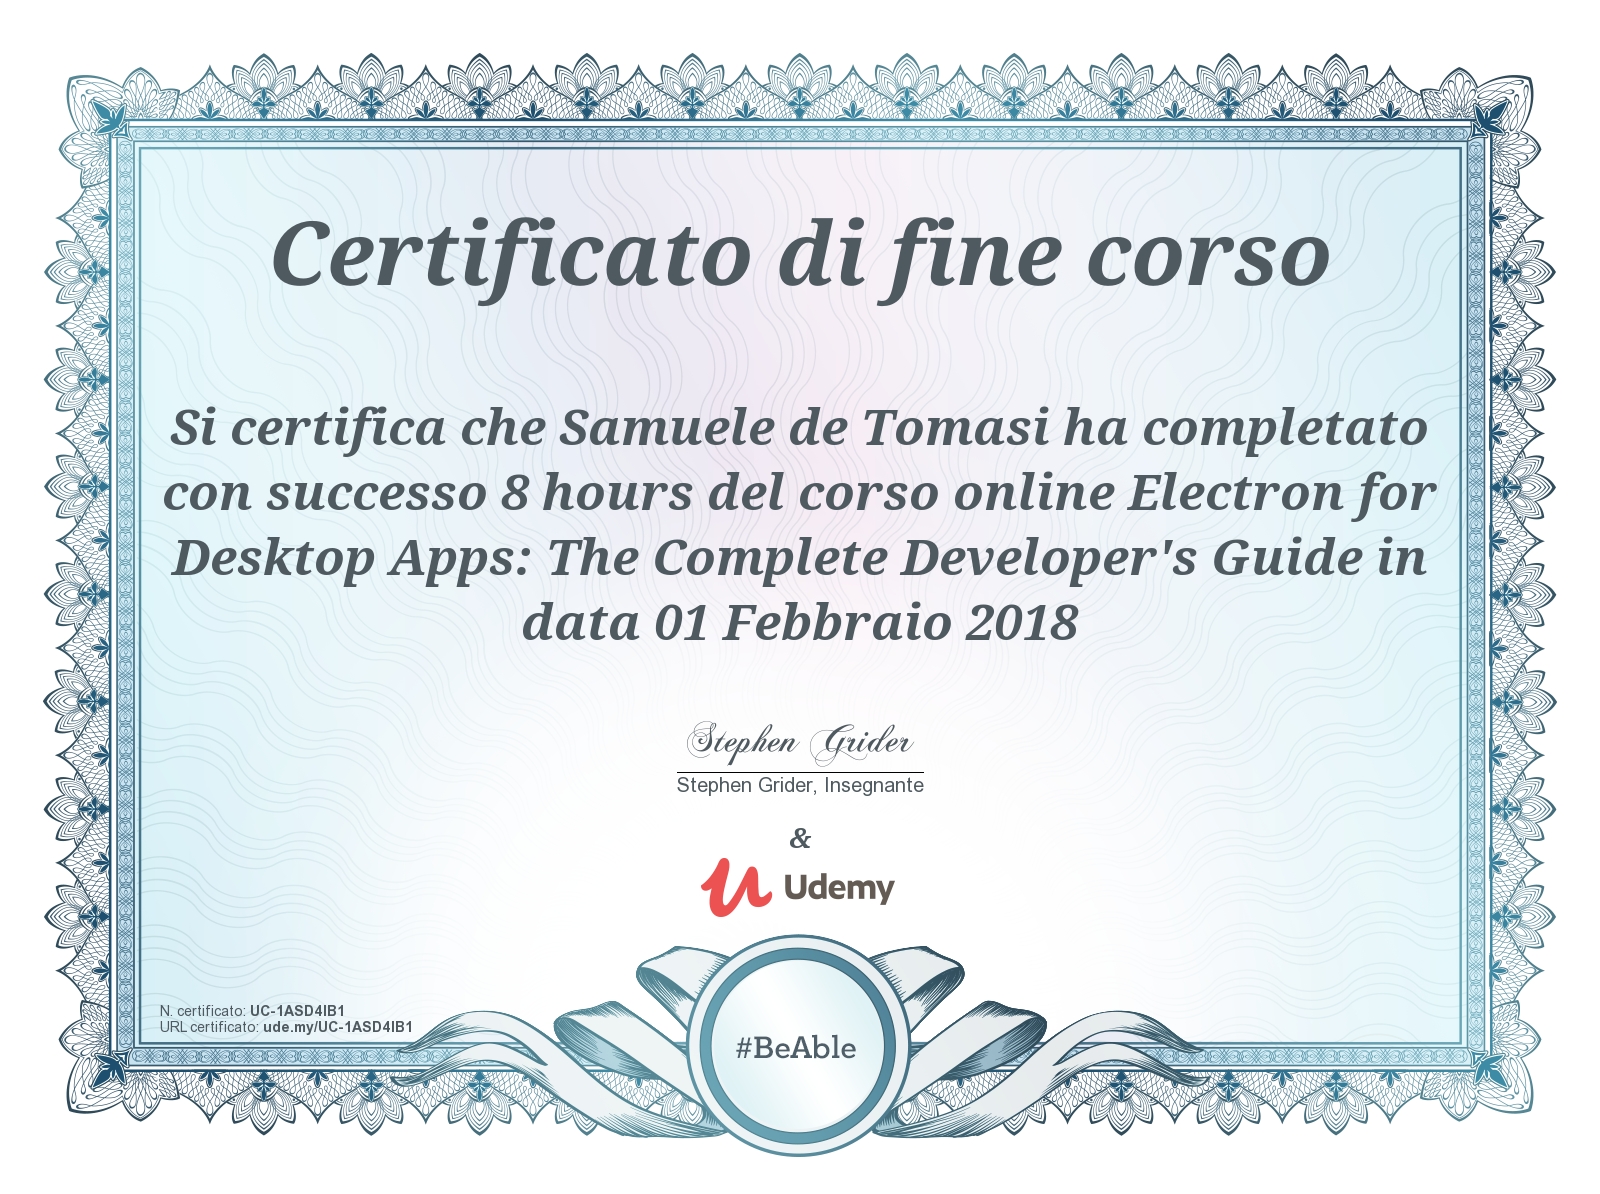 Certificato di fine corso
Si certifica che Samuele de Tomasi ha completato
con successo 8 hours del corso online Electron for
Desktop Apps: The Complete Developer's Guide in
data 01 Febbraio 2018
Stephen Grider
Stephen Grider, Insegnante
&
Udemy
#BeAble
N. certificato: UC-1ASD4IB1
URL certificato: ude.my/UC-1ASD4IB1